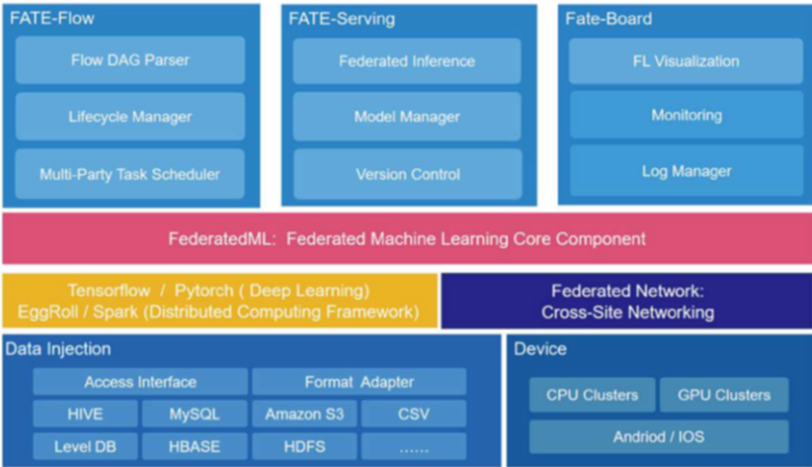 FATE-Flow
Flow DAG Parser
Lifecycle Manager
Multi-Party Task Scheduler
FATE-Serving
Federated Inference
Model Manager
Version Control
Fate-Board
FL Visualization
Monitoring
Log Manager
FederatedML: Federated Machine Learning Core Component
Tensorflow / Pytorch ( Deep Learning)
EggRoll / Spark (Distributed Computing Framework)
Federated Network:
Cross-Site Networking
Data Injection
Access Interface
Format Adapter
HIVE
MySQL
Amazon S3
CSV
Level DB
HBASE
HDFS
......
Device
CPU Clusters
GPU Clusters
Andriod / IOS